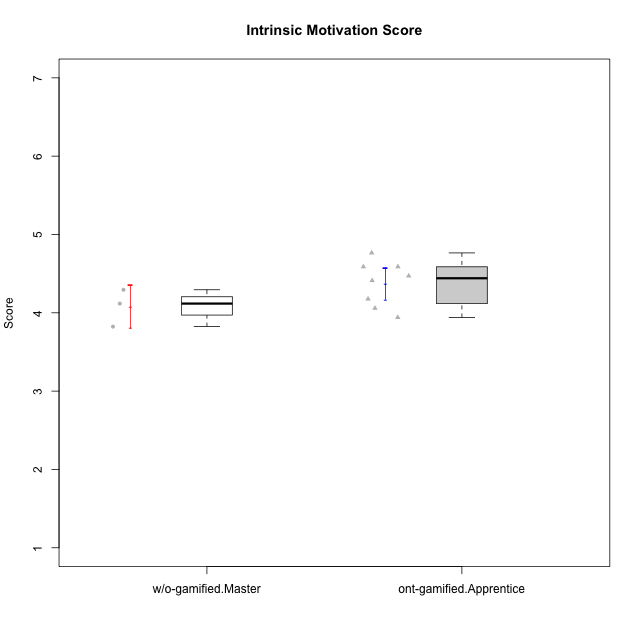 Intrinsic Motivation Score
7
6
5
4
3
2
1
Score
w/o-gamified.Master
ont-gamified.Apprentice